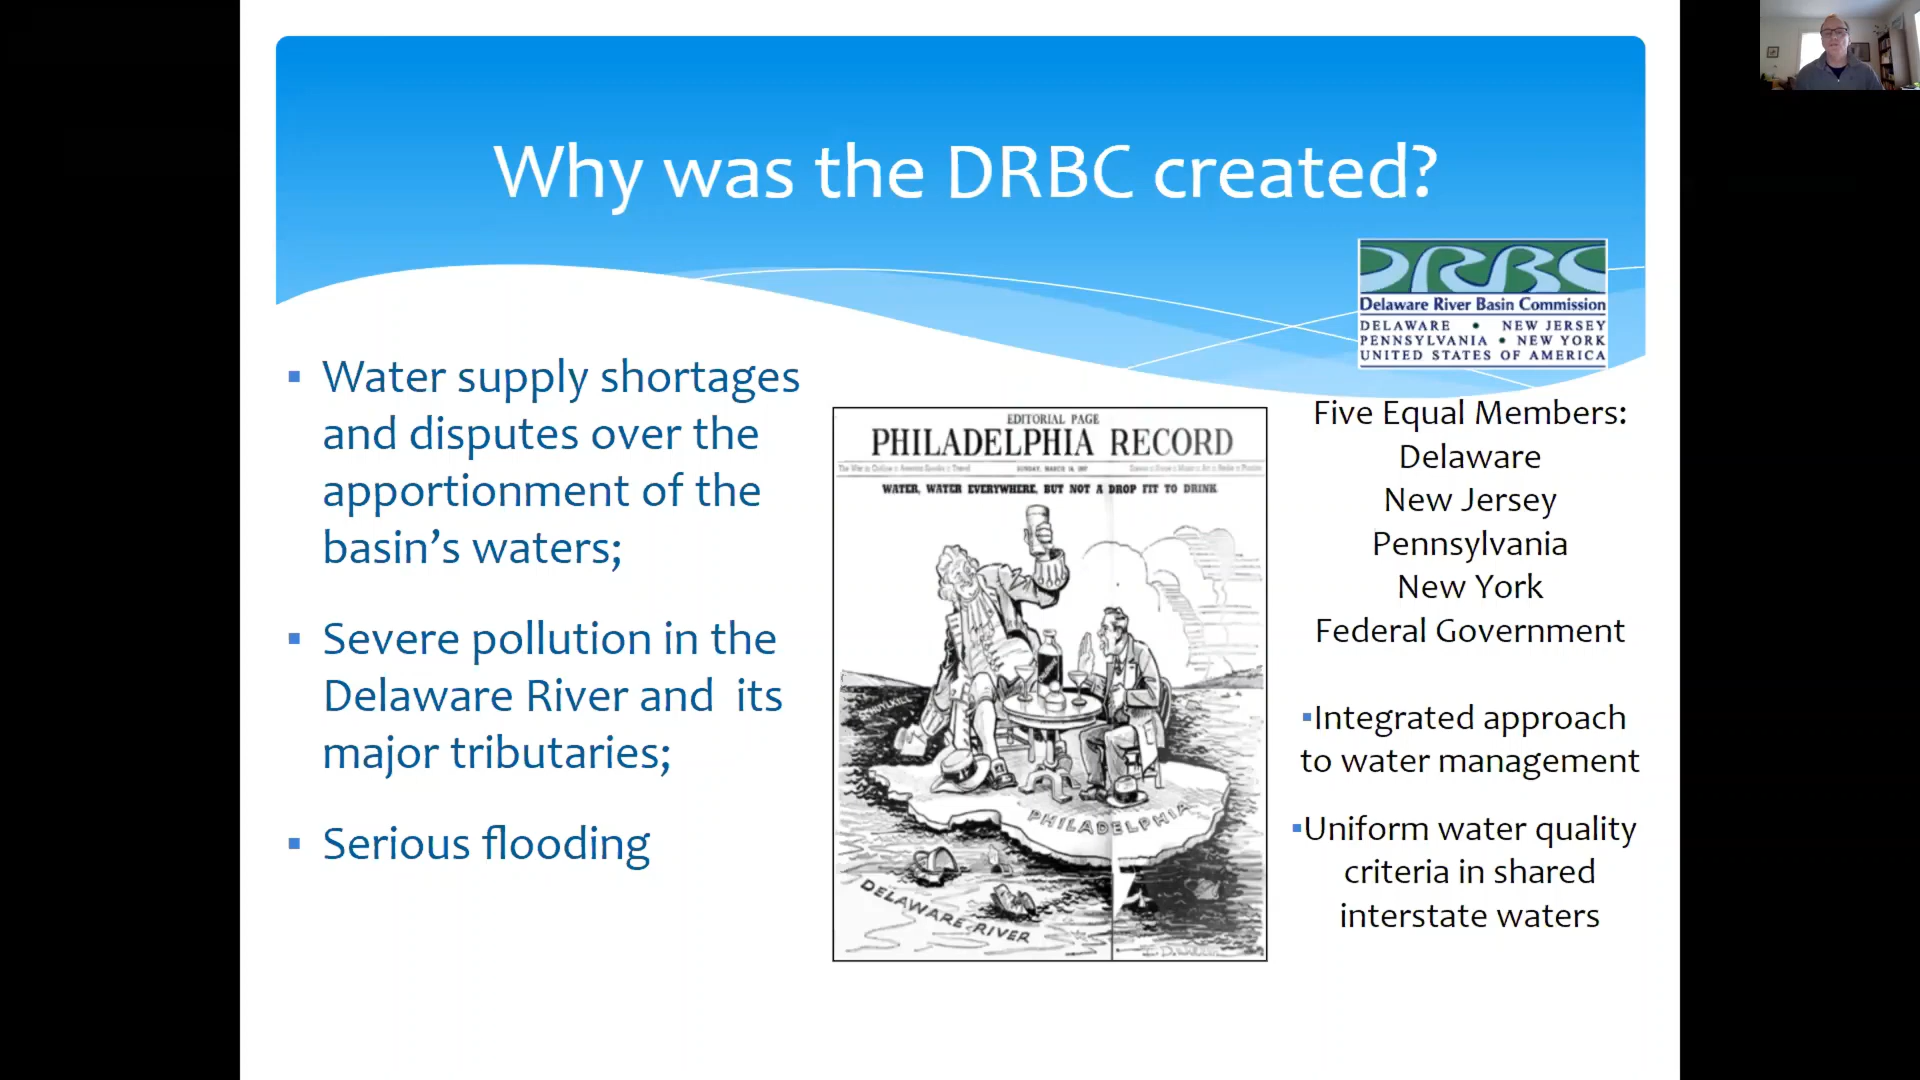 Why was the DRBC created?
DRBC
Delaware River Basin Commission
DELAWARE • NEW JERSEY
PENNSYLVANIA • NEW YORK
UNITED STATES OF AMERICA
▪ Water supply shortages
and disputes over the
apportionment of the
basin’s waters;
▪ Severe pollution in the
Delaware River and its
major tributaries;
▪ Serious flooding
EDITORIAL PAGE
PHILADELPHIA RECORD
SUNDAY, MARCH
WATER, WATER EVERYWHERE, BUT NOT A DROP FIT TO DRINK
PHILADELPHIA
DELAWARE RIVER
Five Equal Members:
Delaware
New Jersey
Pennsylvania
New York
Federal Government
▪Integrated approach
to water management
▪Uniform water quality
criteria in shared
interstate waters